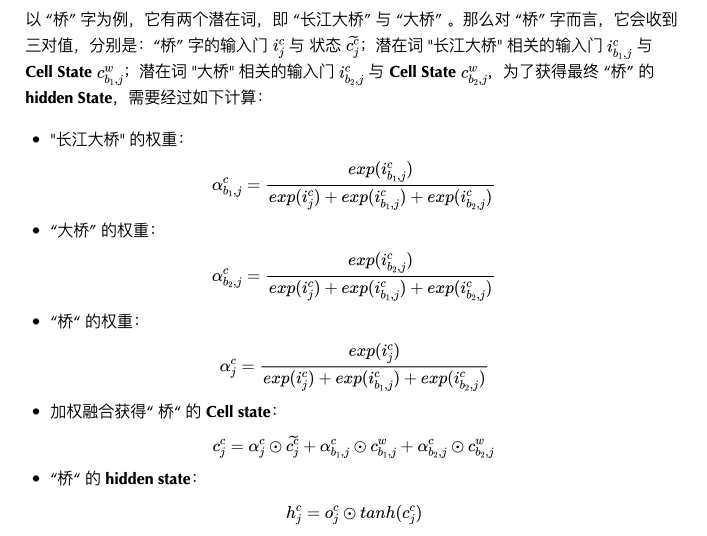 以 “桥” 字为例，它有两个潜在词，即 “长江大桥” 与 “大桥” 。那么对 “桥” 字而言，它会收到
三对值，分别是：“桥” 字的输入门 $i_j^c$ 与 状态 $\widetilde{c_j^c}$；潜在词 "长江大桥" 相关的输入门 $i_{b_1,j}^c$ 与
Cell State $c_{b_1,j}^w$；潜在词 "大桥" 相关的输入门 $i_{b_2,j}^c$ 与 Cell State $c_{b_2,j}^w$，为了获得最终 “桥” 的
hidden State，需要经过如下计算：
• "长江大桥" 的权重：
$\alpha_{b_1,j}^c = \frac{exp(i_{b_1,j}^c)}{exp(i_j^c) + exp(i_{b_1,j}^c) + exp(i_{b_2,j}^c)}$
• “大桥” 的权重：
$\alpha_{b_2,j}^c = \frac{exp(i_{b_2,j}^c)}{exp(i_j^c) + exp(i_{b_1,j}^c) + exp(i_{b_2,j}^c)}$
• “桥“ 的权重：
$\alpha_j^c = \frac{exp(i_j^c)}{exp(i_j^c) + exp(i_{b_1,j}^c) + exp(i_{b_2,j}^c)}$
• 加权融合获得“ 桥“ 的 Cell state：
$c_j^c = \alpha_j^c \odot \widetilde{c_j^c} + \alpha_{b_1,j}^c \odot c_{b_1,j}^w + \alpha_{b_2,j}^c \odot c_{b_2,j}^w$
• “桥“ 的 hidden state：
$h_j^c = o_j^c \odot tanh(c_j^c)$